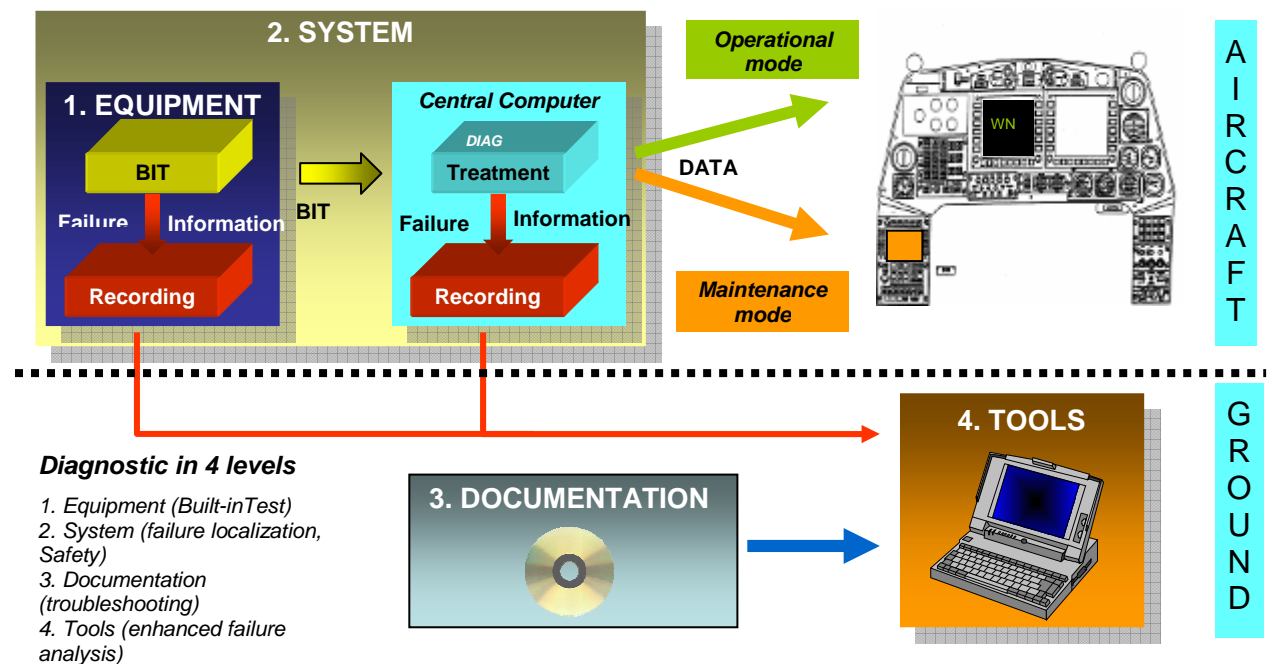 2. SYSTEM
1. EQUIPMENT
BIT
Failure
Information
Recording
BIT
Central Computer
DIAG
Treatment
Failure
Information
Recording
Operational
mode
DATA
Maintenance
mode
WN
A
I
R
C
R
A
F
T
Diagnostic in 4 levels
1. Equipment (Built-inTest)
2. System (failure localization,
Safety)
3. Documentation
(troubleshooting)
4. Tools (enhanced failure
analysis)
3. DOCUMENTATION
4. TOOLS
G
R
O
U
N
D